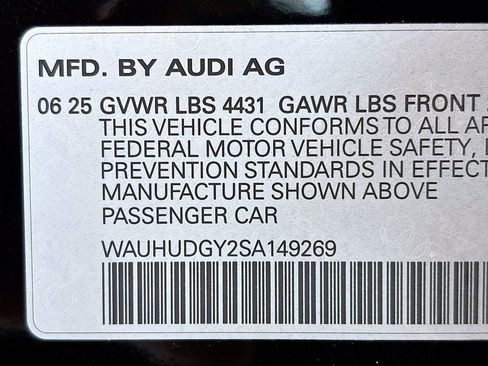 MFD. BY AUDI AG
06 25 GVWR LBS 4431 GAWR LBS FRONT
THIS VEHICLE CONFORMS TO ALL AP
FEDERAL MOTOR VEHICLE SAFETY,
PREVENTION STANDARDS IN EFFECT
MANUFACTURE SHOWN ABOVE
PASSENGER CAR
WAUHUDGY2SA149269